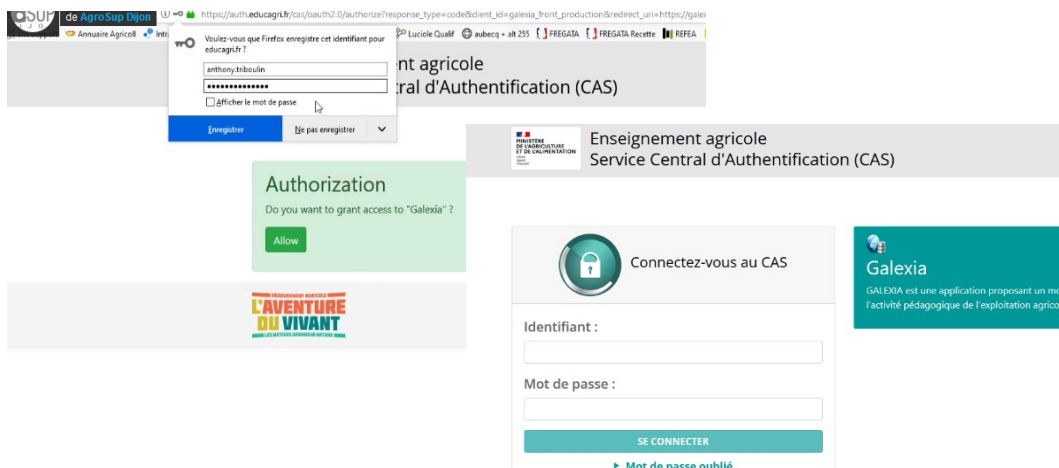 de AgroSup Dijon
https://auth.educagri.fr/cas/oauth2.0/authorize?response_type=code&client_id=galexia_front_production&redirect_uri=https://galex
Annuaire Agricoll
Luciole Qualif
aubecq + alt 255
FREGATA
FREGATA Recette
REFEA
Voulez-vous que Firefox enregistre cet identifiant pour
educagri.fr ?
anthony.triboulin
••••••••••••••
Afficher le mot de passe
Enregistrer
Ne pas enregistrer
nt agricole
ral d'Authentification (CAS)
Authorization
Do you want to grant access to "Galexia" ?
Allow
ENSEIGNEMENT AGRICOLE
L'AVENTURE
DU VIVANT
MINISTÈRE
DE L'AGRICULTURE
ET DE L'ALIMENTATION
Enseignement agricole
Service Central d'Authentification (CAS)
Connectez-vous au CAS
Identifiant :
Mot de passe :
SE CONNECTER
Mot de passe oublié
Galexia
GALEXIA est une application proposant un mo
l'activité pédagogique de l'exploitation agrico